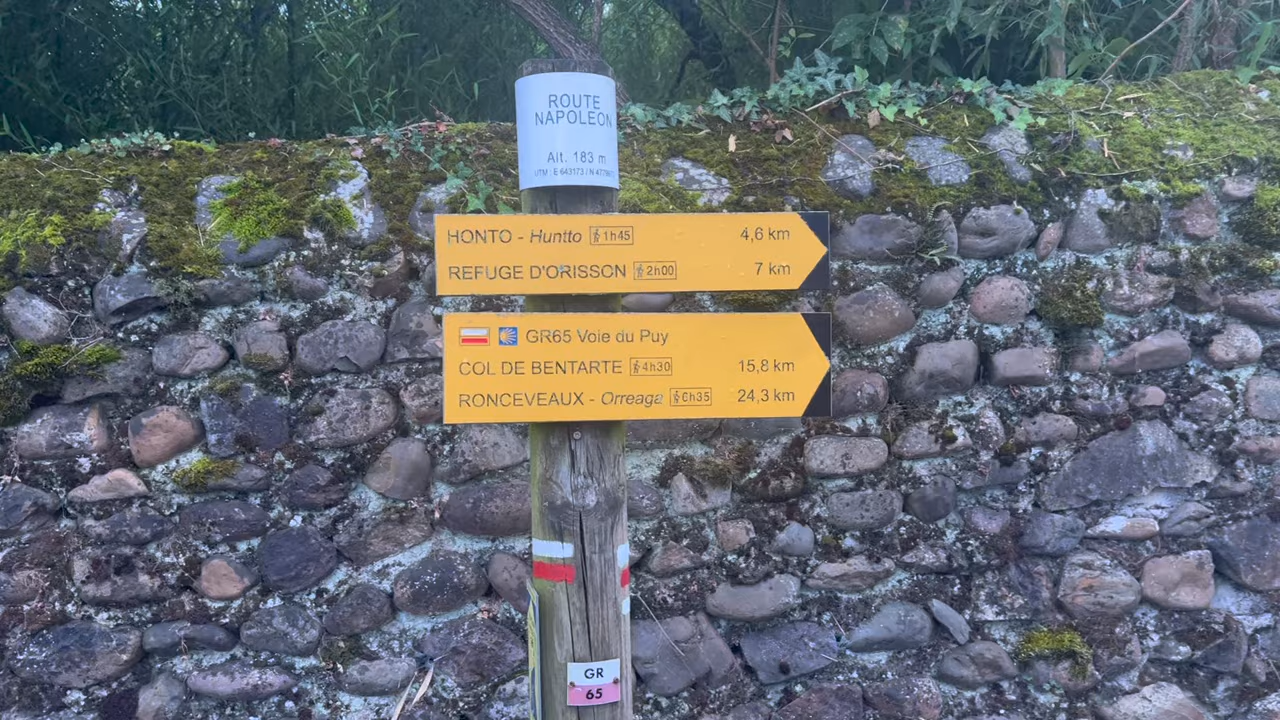 ROUTE
NAPOLEON
Alt. 183 m
HONTO - Huntto 1h45 4,6 km
REFUGE D'ORISSON 2h00 7 km
GR65 Voie du Puy
COL DE BENTARTE 4h30 15,8 km
RONCEVEAUX - Orreaga 6h35 24,3 km
GR
65